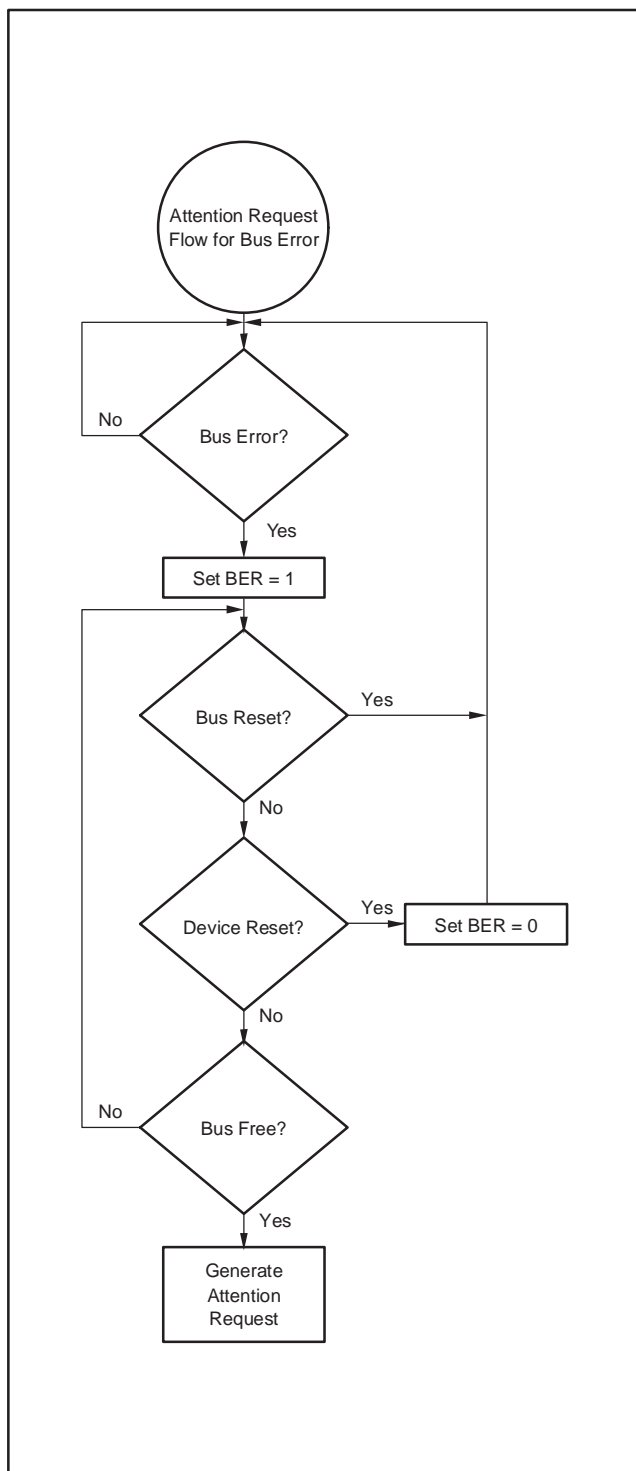 Attention Request
Flow for Bus Error
No
Bus Error?
Yes
Set BER = 1
Bus Reset?
Yes
No
Device Reset?
Yes
Set BER = 0
No
No
Bus Free?
Yes
Generate
Attention
Request